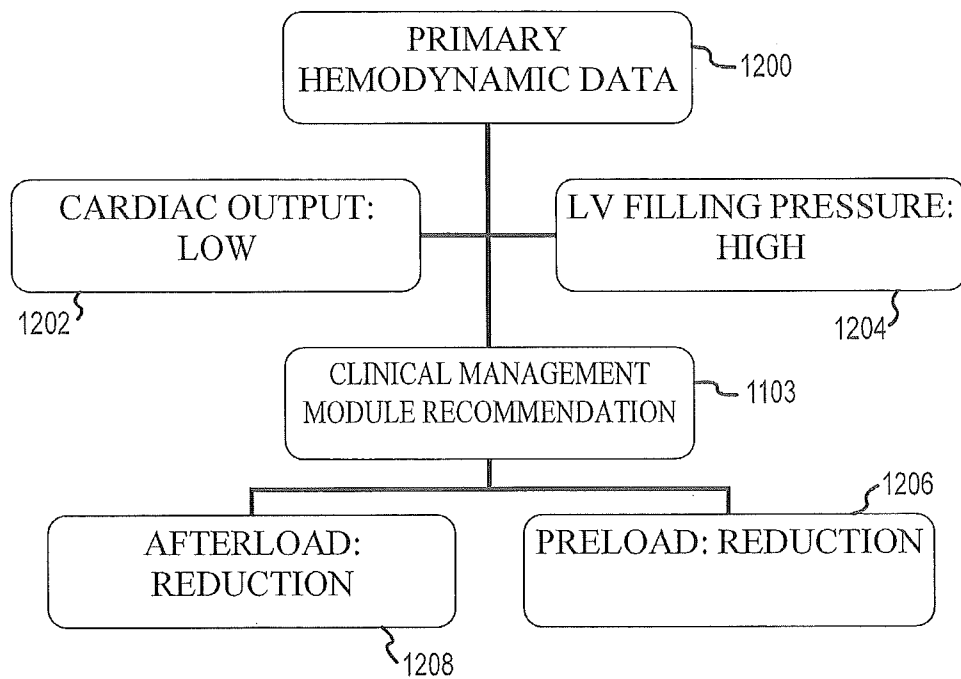 PRIMARY
HEMODYNAMIC DATA
1200
CARDIAC OUTPUT:
LOW
1202
LV FILLING PRESSURE:
HIGH
1204
CLINICAL MANAGEMENT
MODULE RECOMMENDATION
1103
AFTERLOAD:
REDUCTION
1208
PRELOAD: REDUCTION
1206